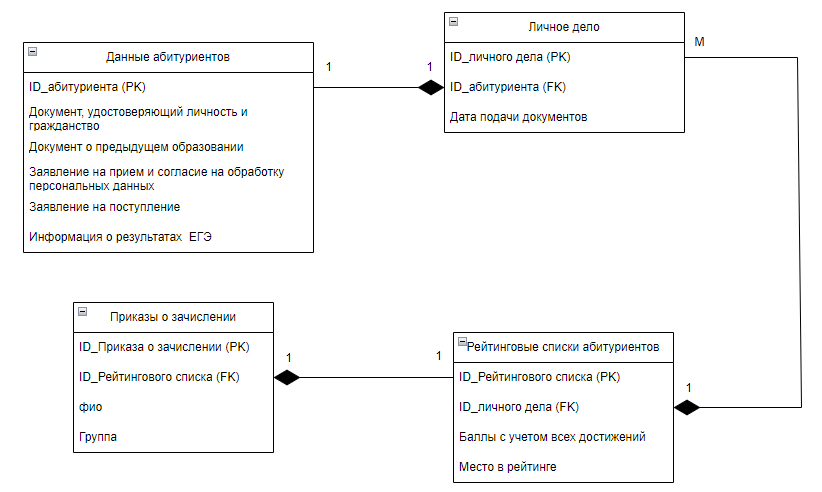 Данные абитуриентов
ID_абитуриента (PK)
Документ, удостоверяющий личность и
гражданство
Документ о предыдущем образовании
Заявление на прием и согласие на обработку
персональных данных
Заявление на поступление
Информация о результатах ЕГЭ
1
1
Личное дело
ID_личного дела (PK)
ID_абитуриента (FK)
Дата подачи документов
М
Приказы о зачислении
ID_Приказа о зачислении (PK)
ID_Рейтингового списка (FK)
фио
Группа
1
1
Рейтинговые списки абитуриентов
ID_Рейтингового списка (PK)
ID_личного дела (FK)
Баллы с учетом всех достижений
Место в рейтинге
1